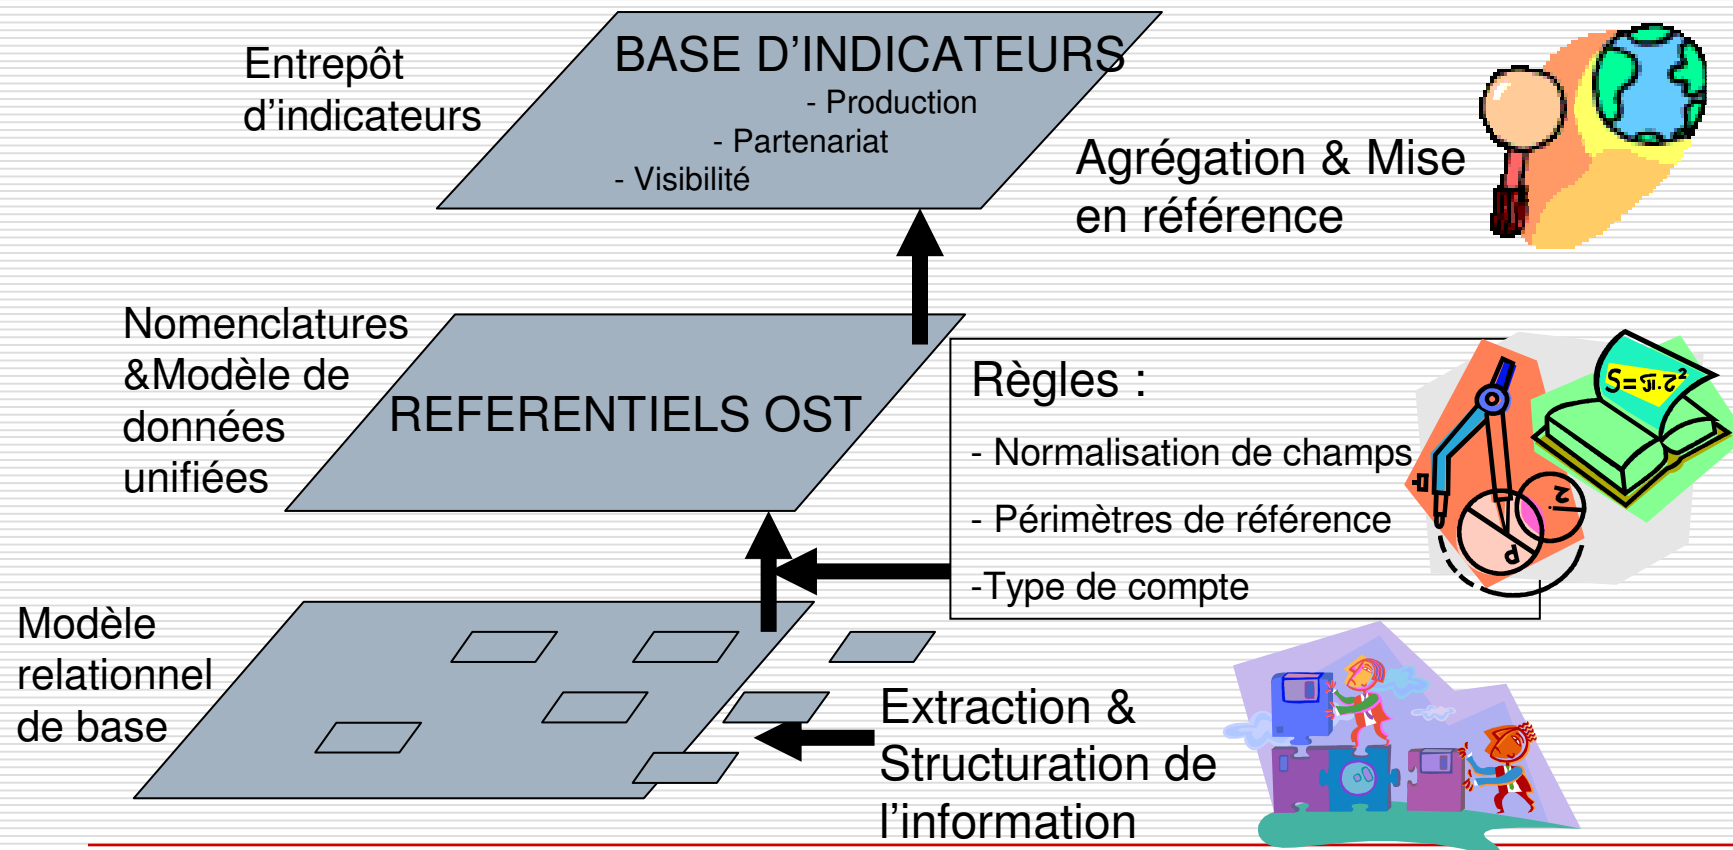 Entrepôt
d'indicateurs
BASE D'INDICATEURS
- Production
- Partenariat
- Visibilité
Agrégation & Mise
en référence
Nomenclatures
&Modèle de
données
unifiées
REFERENTIELS OST
Règles :
- Normalisation de champs
- Périmètres de référence
-Type de compte
Modèle
relationnel
de base
Extraction &
Structuration de
l'information